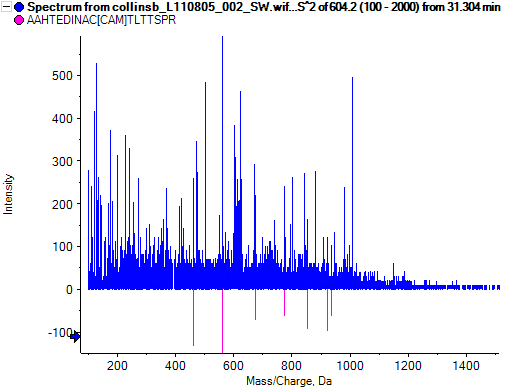 Spectrum from collinsb_L110805_002_SW.wif...S^2 of 604.2 (100 - 2000) from 31.304 min
AAHTEDINAC[CAM]TLTTSPR
500
400
300
200
100
0
-100
Intensity
200 400 600 800 1000 1200 1400
Mass/Charge, Da